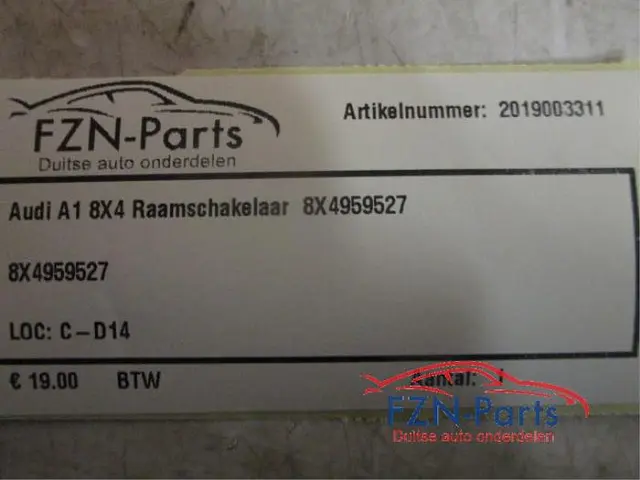 FZN-Parts
Duitse auto onderdelen
Artikelnummer: 2019003311
Audi A1 8X4 Raamschakelaar 8X4959527
8X4959527
LOC: C-D14
€ 19.00 BTW
Aantal: 1
FZN-Parts
Duitse auto onderdelen